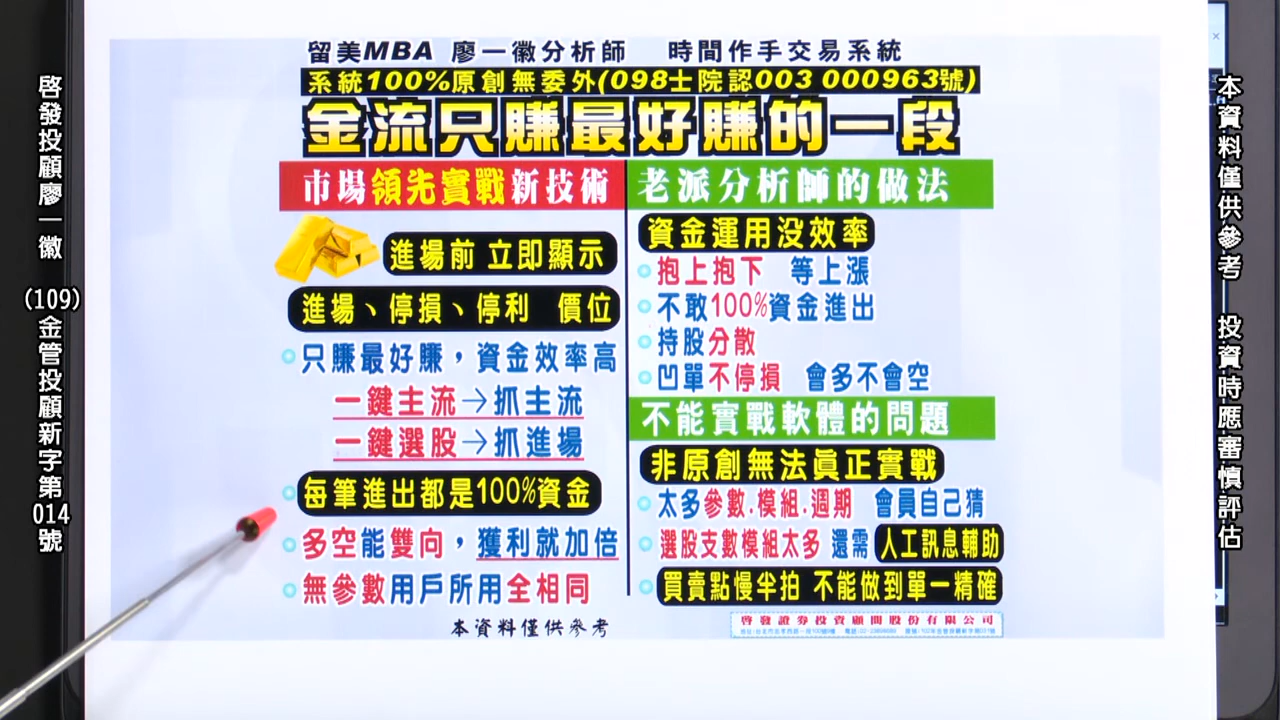 啓發投顧廖一徽 (109)金管投顧新字第014號
留美MBA 廖一徽分析師 時間作手交易系統
系統100%原創無委外(098士院認003 000963號)
金流只賺最好賺的一段
市場領先實戰新技術
進場前 立即顯示
進場、停損、停利 價位
只賺最好賺，資金效率高
一鍵主流→抓主流
一鍵選股→抓進場
每筆進出都是100%資金
多空能雙向，獲利就加倍
無參數用戶所用全相同
本資料僅供參考
老派分析師的做法
資金運用没效率
抱上抱下 等上漲
不敢100%資金進出
持股分散
凹單不停損 會多不會空
不能實戰軟體的問題
非原創無法真正實戰
太多參數.模組.週期 會員自己猜
選股支數模組太多 還需人工訊息輔助
買賣點慢半拍 不能做到單一精確
啓發證券投資顧問股份有限公司
本資料僅供參考 投資時應審慎評估